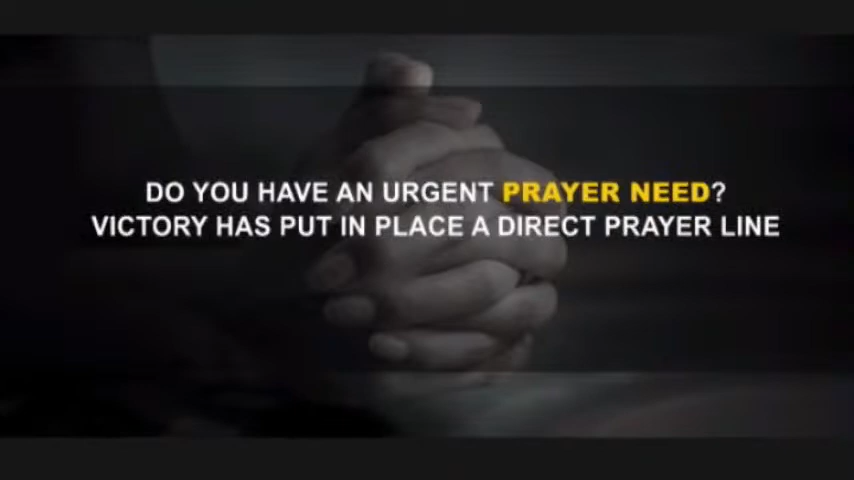 DO YOU HAVE AN URGENT PRAYER NEED?
VICTORY HAS PUT IN PLACE A DIRECT PRAYER LINE